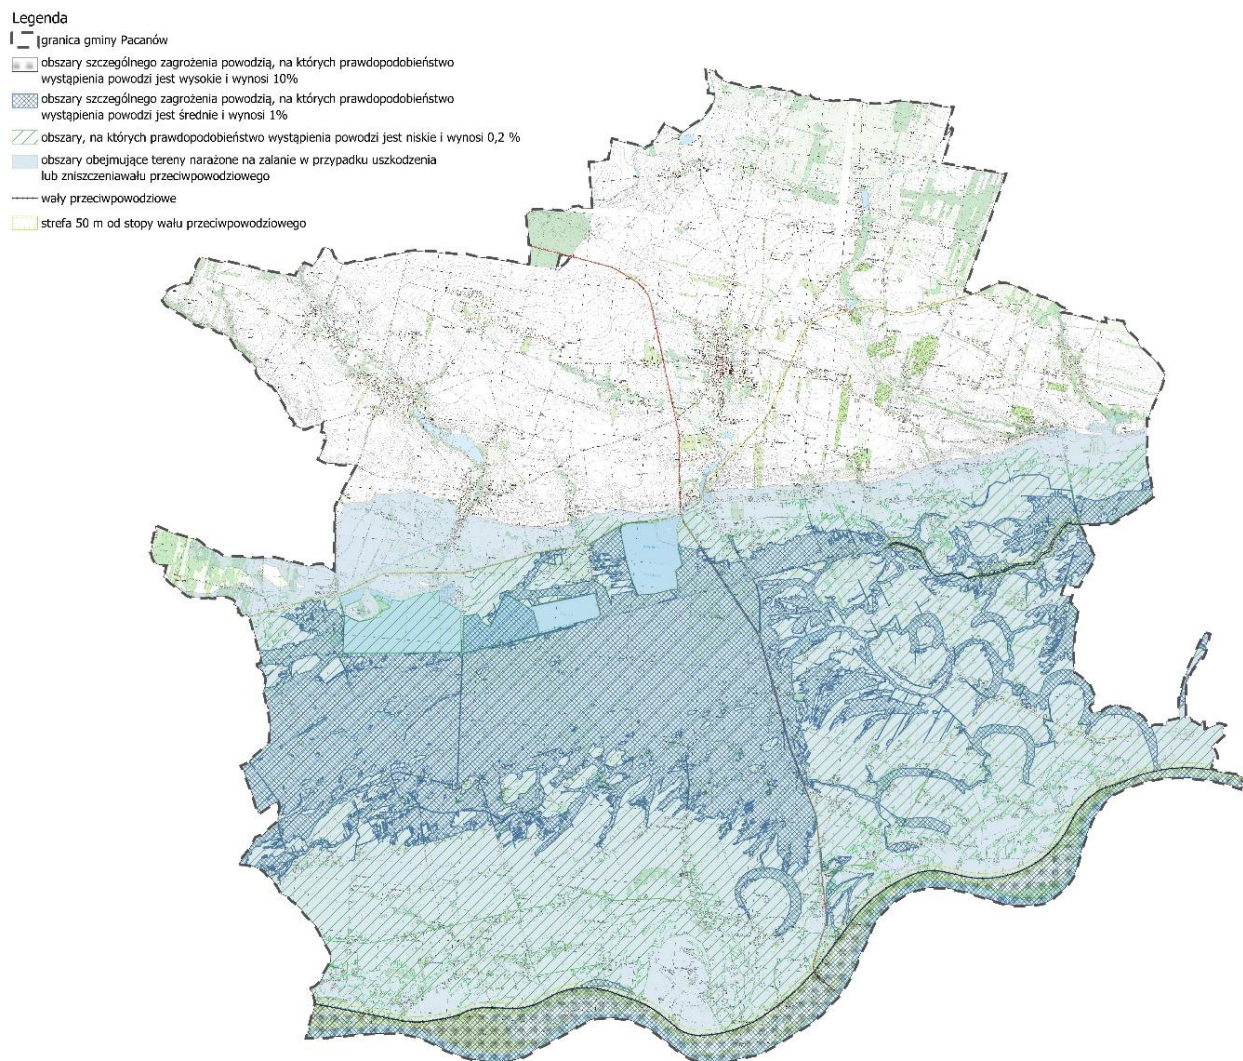 Legenda
granica gminy Pacanów
obszary szczególnego zagrożenia powodzią, na których prawdopodobieństwo
wystąpienia powodzi jest wysokie i wynosi 10%
obszary szczególnego zagrożenia powodzią, na których prawdopodobieństwo
wystąpienia powodzi jest średnie i wynosi 1%
obszary, na których prawdopodobieństwo wystąpienia powodzi jest niskie i wynosi 0,2 %
obszary obejmujące tereny narażone na zalanie w przypadku uszkodzenia
lub zniszczeniawału przeciwpowodziowego
wały przeciwpowodziowe
strefa 50 m od stopy wału przeciwpowodziowego